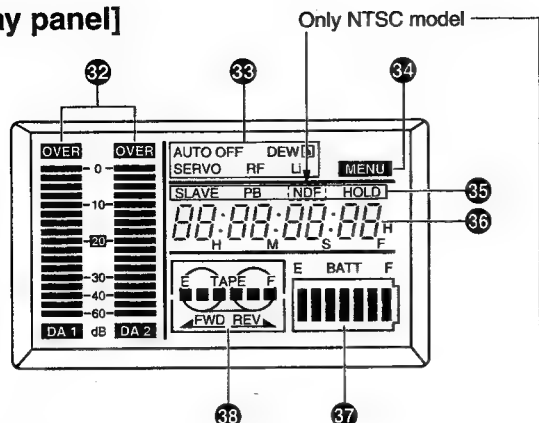 ay panel]
Only NTSC model
32
33
34
OVER OVER
AUTO OFF DEW
SERVO RF Li
MENU
SLAVE PB NDF HOLD
35
88:88:88:88 H
36
H M S F
0
10
20
30
40
60
DA 1 dB DA 2
E TAPE F
FWD REV
E BATT F
38
37